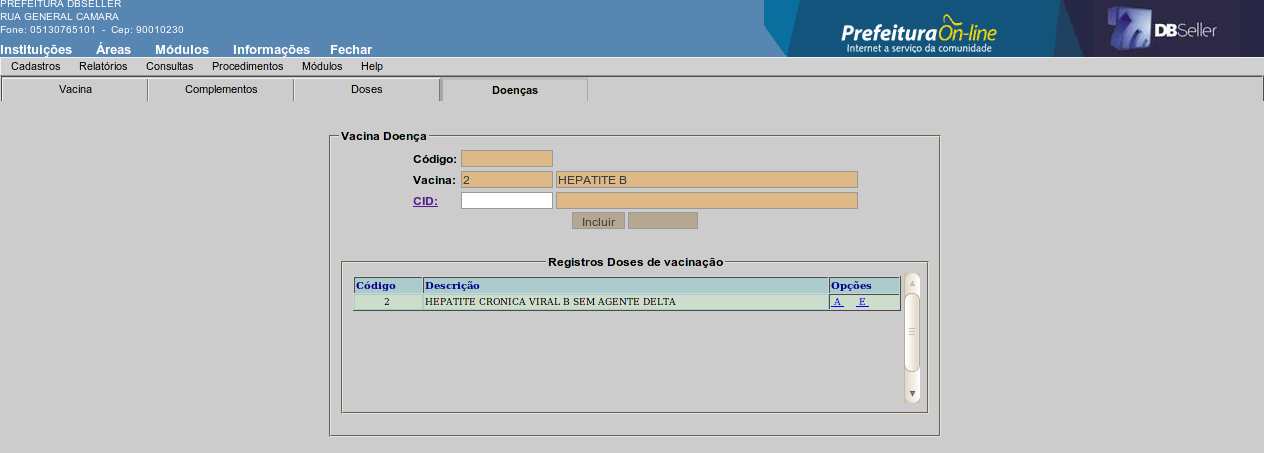 PREFEITURA DBSELLER
RUA GENERAL CAMARA
Fone: 05130765101 - Cep: 90010230
Prefeitura On-line
Internet a serviço da comunidade
DBSeller
Instituições Áreas Módulos Informações Fechar
Cadastros Relatórios Consultas Procedimentos Módulos Help
Vacina Complementos Doses Doenças
Vacina Doença
Código:
Vacina: 2 HEPATITE B
CID:
Incluir
Registros Doses de vacinação
Código Descrição Opções
2 HEPATITE CRONICA VIRAL B SEM AGENTE DELTA A E